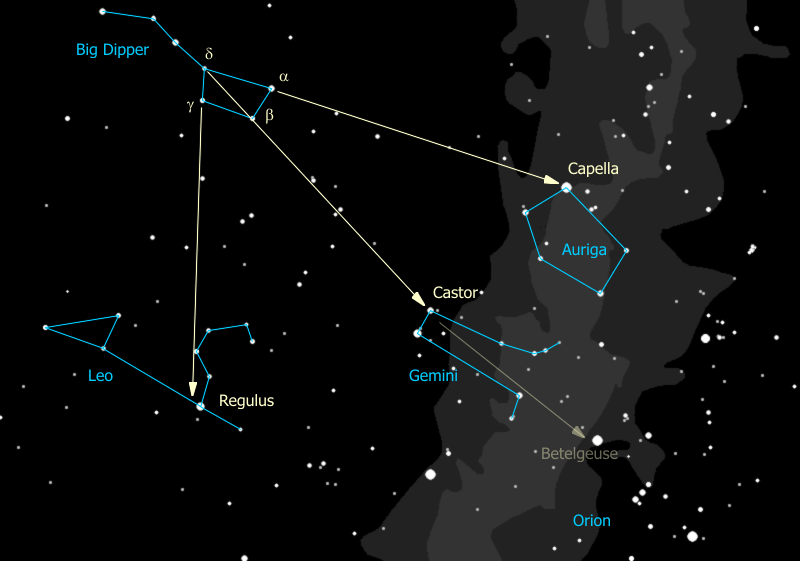 Big Dipper
δ
α
γ
β
Capella
Auriga
Castor
Leo
Gemini
Regulus
Betelgeuse
Orion